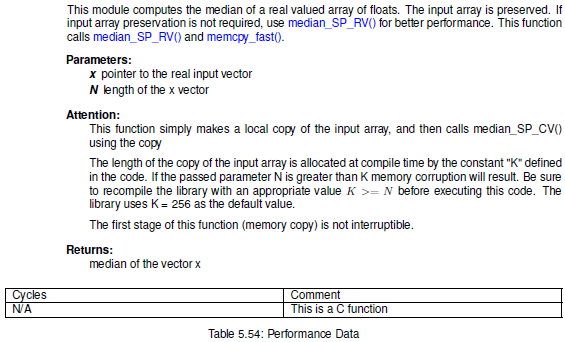 This module computes the median of a real valued array of floats. The input array is preserved. If
input array preservation is not required, use median_SP_RV() for better performance. This function
calls median_SP_RV() and memcpy_fast().
Parameters:
x pointer to the real input vector
N length of the x vector
Attention:
This function simply makes a local copy of the input array, and then calls median_SP_CV()
using the copy
The length of the copy of the input array is allocated at compile time by the constant "K" defined
in the code. If the passed parameter N is greater than K memory corruption will result. Be sure
to recompile the library with an appropriate value K >= N before executing this code. The
library uses K = 256 as the default value.
The first stage of this function (memory copy) is not interruptible.
Returns:
median of the vector x
Cycles Comment
N/A This is a C function
Table 5.54: Performance Data